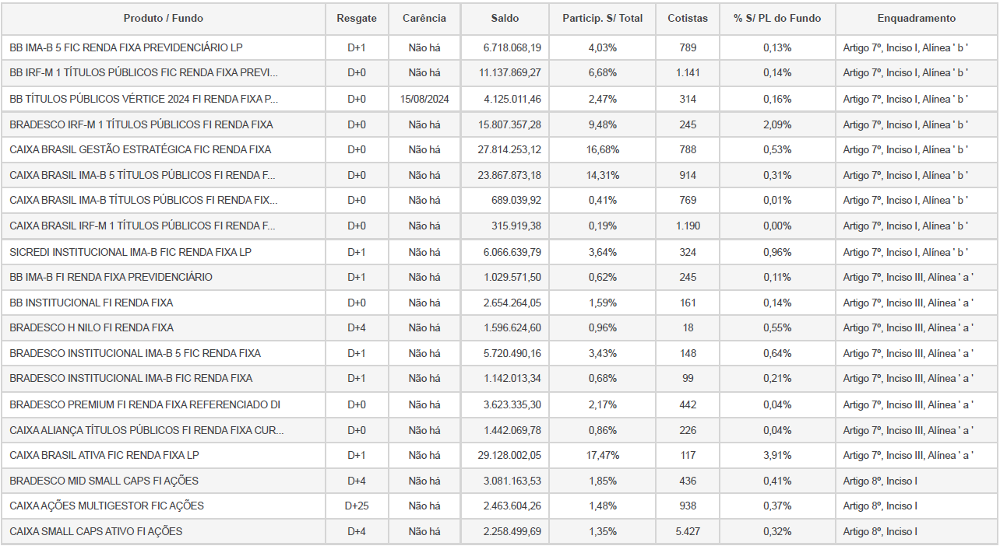 Produto / Fundo Resgate Carência Saldo Particip. S/ Total Cotistas % S/ PL do Fundo Enquadramento
BB IMA-B 5 FIC RENDA FIXA PREVIDENCIÁRIO LP D+1 Não há 6.718.068,19 4,03% 789 0,13% Artigo 7º, Inciso I, Alínea ' b '
BB IRF-M 1 TÍTULOS PÚBLICOS FIC RENDA FIXA PREVI... D+0 Não há 11.137.869,27 6,68% 1.141 0,14% Artigo 7º, Inciso I, Alínea ' b '
BB TÍTULOS PÚBLICOS VÉRTICE 2024 FI RENDA FIXA P... D+0 15/08/2024 4.125.011,46 2,47% 314 0,16% Artigo 7º, Inciso I, Alínea ' b '
BRADESCO IRF-M 1 TÍTULOS PÚBLICOS FI RENDA FIXA D+0 Não há 15.807.357,28 9,48% 245 2,09% Artigo 7º, Inciso I, Alínea ' b '
CAIXA BRASIL GESTÃO ESTRATÉGICA FIC RENDA FIXA D+0 Não há 27.814.253,12 16,68% 788 0,53% Artigo 7º, Inciso I, Alínea ' b '
CAIXA BRASIL IMA-B 5 TÍTULOS PÚBLICOS FI RENDA F... D+0 Não há 23.867.873,18 14,31% 914 0,31% Artigo 7º, Inciso I, Alínea ' b '
CAIXA BRASIL IMA-B TÍTULOS PÚBLICOS FI RENDA FIX... D+0 Não há 689.039,92 0,41% 769 0,01% Artigo 7º, Inciso I, Alínea ' b '
CAIXA BRASIL IRF-M 1 TÍTULOS PÚBLICOS FI RENDA F... D+0 Não há 315.919,38 0,19% 1.190 0,00% Artigo 7º, Inciso I, Alínea ' b '
SICREDI INSTITUCIONAL IMA-B FIC RENDA FIXA LP D+1 Não há 6.066.639,79 3,64% 324 0,96% Artigo 7º, Inciso I, Alínea ' b '
BB IMA-B FI RENDA FIXA PREVIDENCIÁRIO D+1 Não há 1.029.571,50 0,62% 245 0,11% Artigo 7º, Inciso III, Alínea ' a '
BB INSTITUCIONAL FI RENDA FIXA D+0 Não há 2.654.264,05 1,59% 161 0,14% Artigo 7º, Inciso III, Alínea ' a '
BRADESCO H NILO FI RENDA FIXA D+4 Não há 1.596.624,60 0,96% 18 0,55% Artigo 7º, Inciso III, Alínea ' a '
BRADESCO INSTITUCIONAL IMA-B 5 FIC RENDA FIXA D+1 Não há 5.720.490,16 3,43% 148 0,64% Artigo 7º, Inciso III, Alínea ' a '
BRADESCO INSTITUCIONAL IMA-B FIC RENDA FIXA D+1 Não há 1.142.013,34 0,68% 99 0,21% Artigo 7º, Inciso III, Alínea ' a '
BRADESCO PREMIUM FI RENDA FIXA REFERENCIADO DI D+0 Não há 3.623.335,30 2,17% 442 0,04% Artigo 7º, Inciso III, Alínea ' a '
CAIXA ALIANÇA TÍTULOS PÚBLICOS FI RENDA FIXA CUR... D+0 Não há 1.442.069,78 0,86% 226 0,04% Artigo 7º, Inciso III, Alínea ' a '
CAIXA BRASIL ATIVA FIC RENDA FIXA LP D+1 Não há 29.128.002,05 17,47% 117 3,91% Artigo 7º, Inciso III, Alínea ' a '
BRADESCO MID SMALL CAPS FI AÇÕES D+4 Não há 3.081.163,53 1,85% 436 0,41% Artigo 8º, Inciso I
CAIXA AÇÕES MULTIGESTOR FIC AÇÕES D+25 Não há 2.463.604,26 1,48% 938 0,37% Artigo 8º, Inciso I
CAIXA SMALL CAPS ATIVO FI AÇÕES D+4 Não há 2.258.499,69 1,35% 5.427 0,32% Artigo 8º, Inciso I